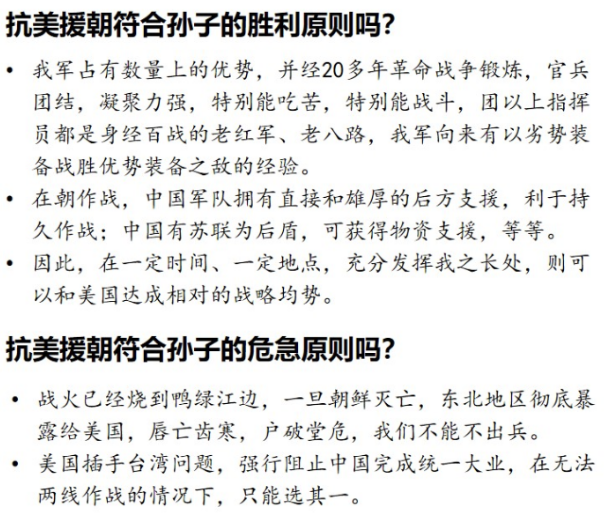 抗美援朝符合孙子的胜利原则吗？
• 我军占有数量上的优势，并经20多年革命战争锻炼，官兵
团结，凝聚力强，特别能吃苦，特别能战斗，团以上指挥
员都是身经百战的老红军、老八路，我军向来有以劣势装
备战胜优势装备之敌的经验。
• 在朝作战，中国军队拥有直接和雄厚的后方支援，利于持
久作战；中国有苏联为后盾，可获得物资支援，等等。
• 因此，在一定时间、一定地点，充分发挥我之长处，则可
以和美国达成相对的战略均势。
抗美援朝符合孙子的危急原则吗？
• 战火已经烧到鸭绿江边，一旦朝鲜灭亡，东北地区彻底暴
露给美国，唇亡齿寒，户破堂危，我们不能不出兵。
• 美国插手台湾问题，强行阻止中国完成统一大业，在无法
两线作战的情况下，只能选其一。